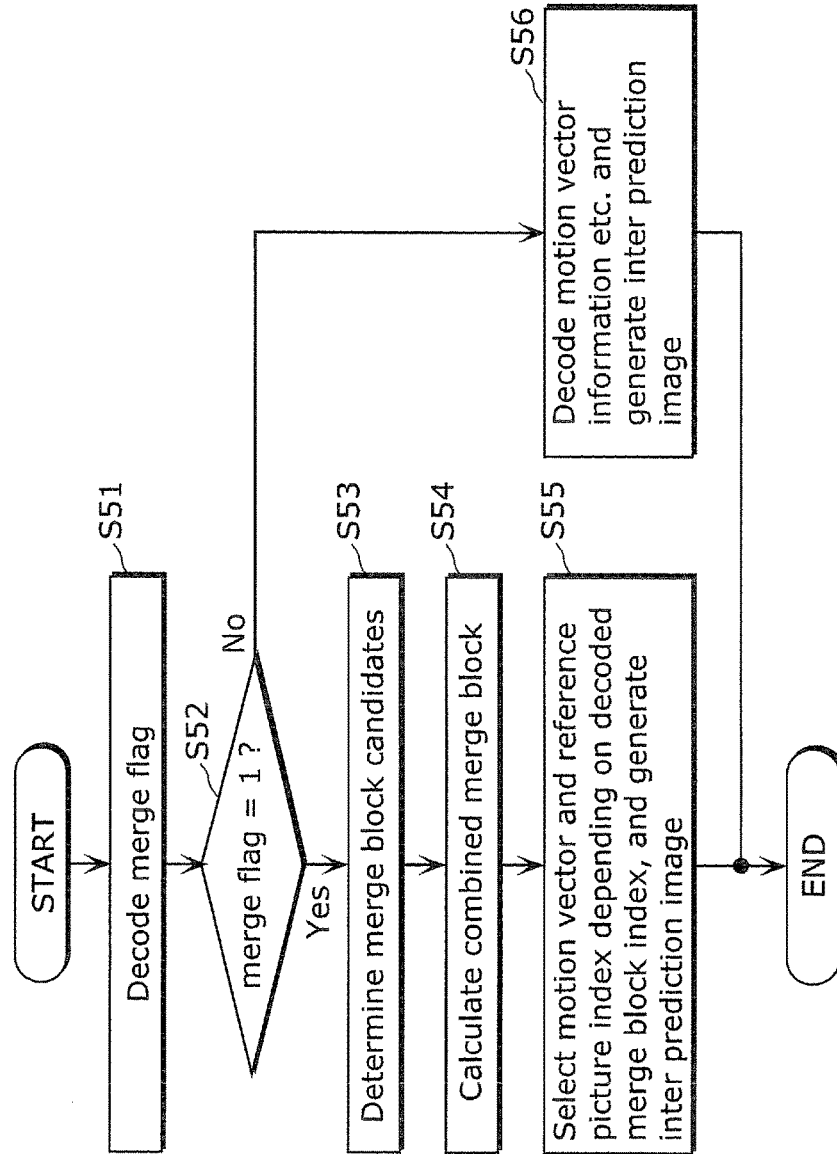 START
S51
Decode merge flag
S52
merge flag = 1 ?
No
Yes
S53
Determine merge block candidates
S54
Calculate combined merge block
S55
Select motion vector and reference
picture index depending on decoded
merge block index, and generate
inter prediction image
S56
Decode motion vector
information etc. and
generate inter prediction
image
END